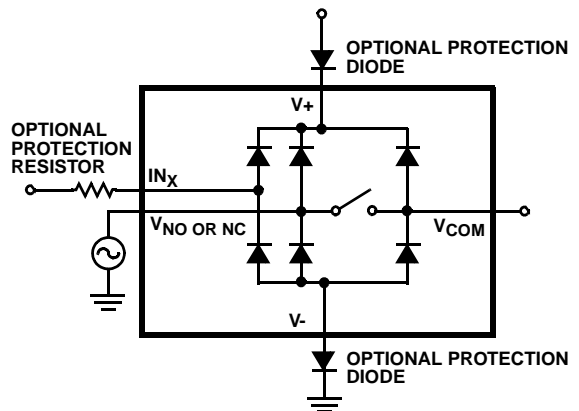 OPTIONAL PROTECTION
DIODE
V+
OPTIONAL
PROTECTION
RESISTOR
INX
VNO OR NC
VCOM
V-
OPTIONAL PROTECTION
DIODE